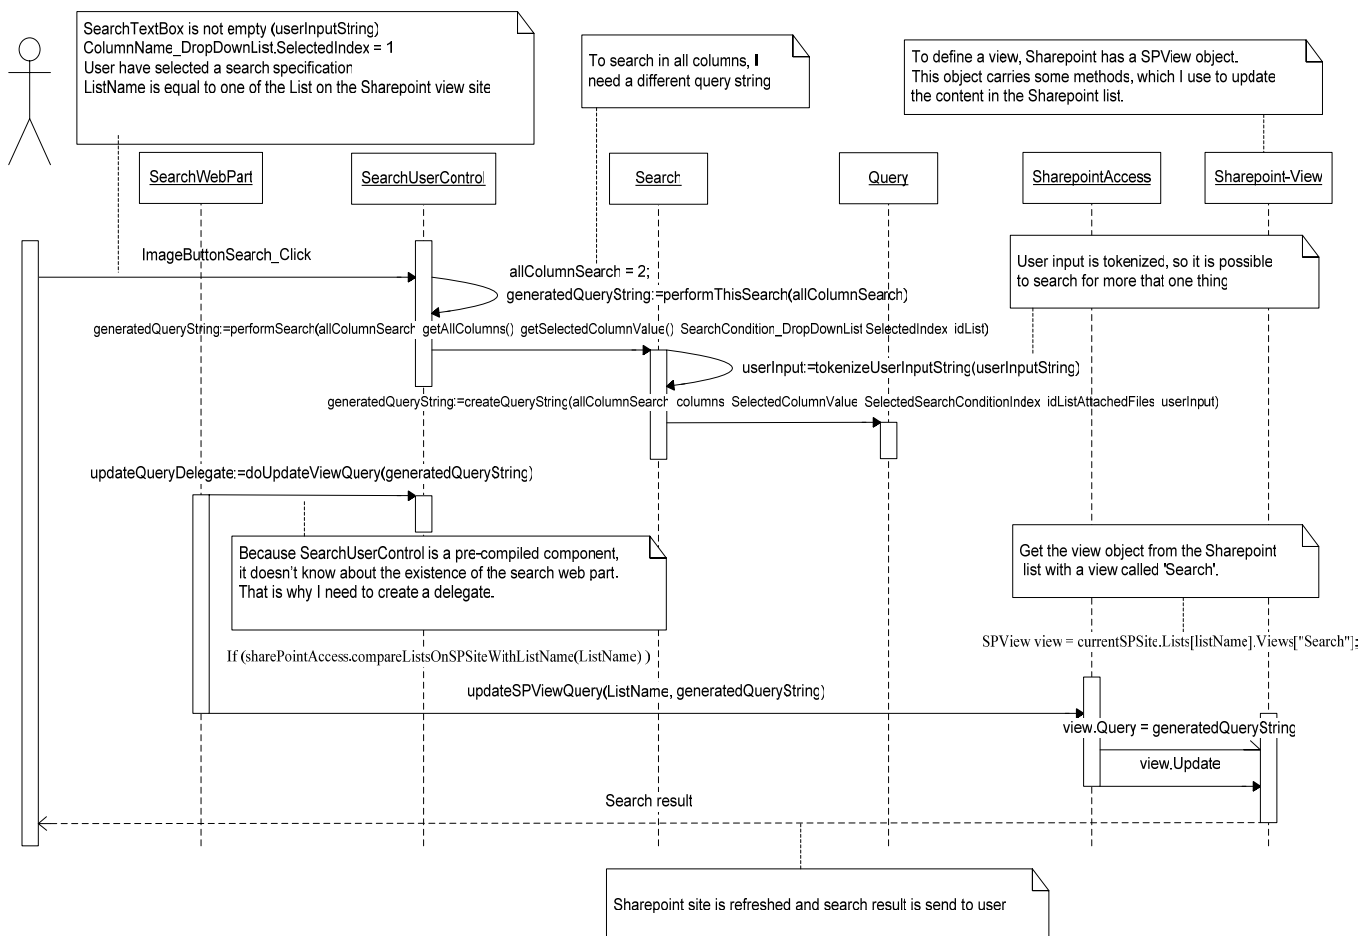 SearchTextBox is not empty (userInputString)
ColumnName_DropDownList.SelectedIndex = 1
User have selected a search specification
ListName is equal to one of the List on the Sharepoint view site
To search in all columns, I
need a different query string
To define a view, Sharepoint has a SPView object.
This object carries some methods, which I use to update
the content in the Sharepoint list.
SearchWebPart
SearchUserControl
Search
Query
SharepointAccess
Sharepoint-View
ImageButtonSearch_Click
allColumnSearch = 2;
generatedQueryString:=performThisSearch(allColumnSearch)
User input is tokenized, so it is possible
to search for more that one thing
generatedQueryString:=performSearch(allColumnSearch getAllColumns() getSelectedColumnValue() SearchCondition_DropDownList SelectedIndex idList)
userInput:=tokenizeUserInputString(userInputString)
generatedQueryString:=createQueryString(allColumnSearch columns SelectedColumnValue SelectedSearchConditionIndex idListAttachedFiles userInput)
updateQueryDelegate:=doUpdateViewQuery(generatedQueryString)
Because SearchUserControl is a pre-compiled component,
it doesn't know about the existence of the search web part.
That is why I need to create a delegate.
Get the view object from the Sharepoint
list with a view called 'Search'.
SPView view = currentSPSite.Lists[listName].Views["Search"];
If (sharePointAccess.compareListsOnSPSiteWithListName(ListName) )
updateSPViewQuery(ListName, generatedQueryString)
view.Query = generatedQueryString
view.Update
Search result
Sharepoint site is refreshed and search result is send to user